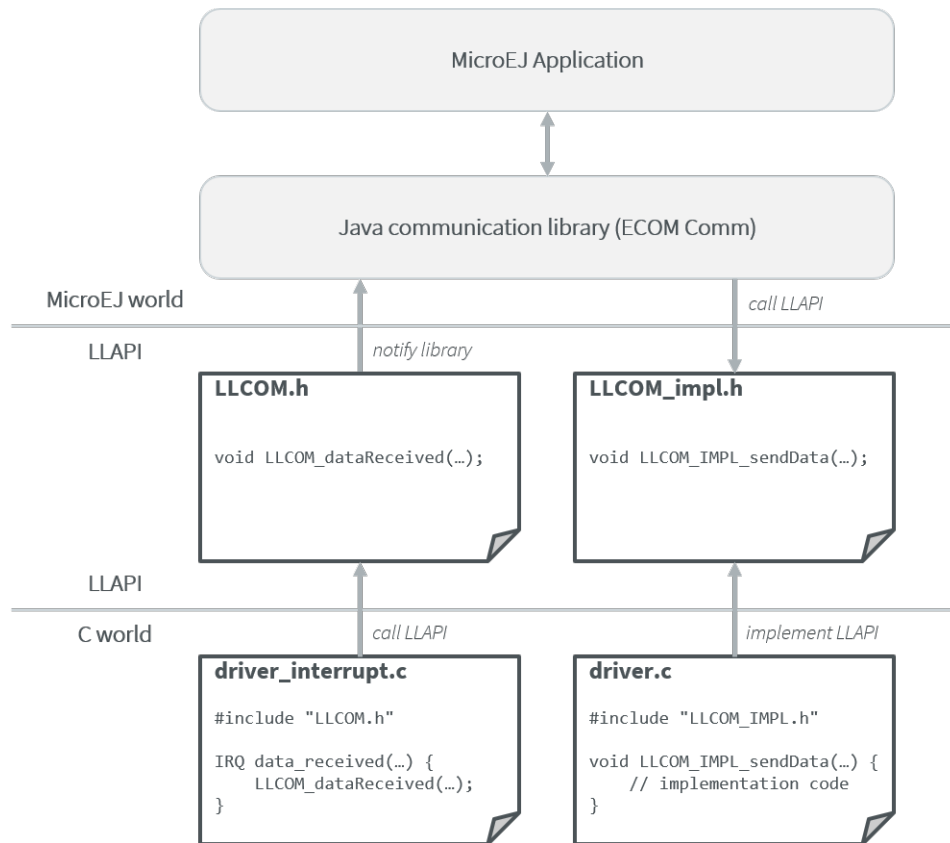 MicroEJ Application
Java communication library (ECOM Comm)
MicroEJ world
call LLAPI
LLAPI
notify library
LLCOM.h
void LLCOM_dataReceived(…);
LLCOM_impl.h
void LLCOM_IMPL_sendData(…);
LLAPI
C world
call LLAPI
implement LLAPI
driver_interrupt.c
#include "LLCOM.h"
IRQ data_received(…) {
    LLCOM_dataReceived(…);
}
driver.c
#include "LLCOM_IMPL.h"
void LLCOM_IMPL_sendData(…) {
    // implementation code
}